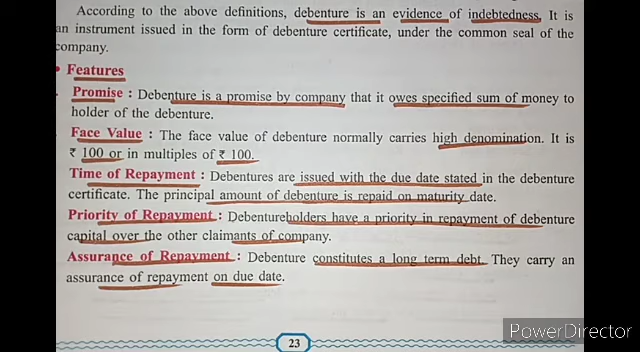 According to the above definitions, debenture is an evidence of indebtedness. It is
an instrument issued in the form of debenture certificate, under the common seal of the
company.
• Features
Promise : Debenture is a promise by company that it owes specified sum of money to
holder of the debenture.
Face Value : The face value of debenture normally carries high denomination. It is
₹ 100 or in multiples of ₹ 100.
Time of Repayment : Debentures are issued with the due date stated in the debenture
certificate. The principal amount of debenture is repaid on maturity date.
Priority of Repayment : Debentureholders have a priority in repayment of debenture
capital over the other claimants of company.
Assurance of Repayment : Debenture constitutes a long term debt. They carry an
assurance of repayment on due date.
23
PowerDirector